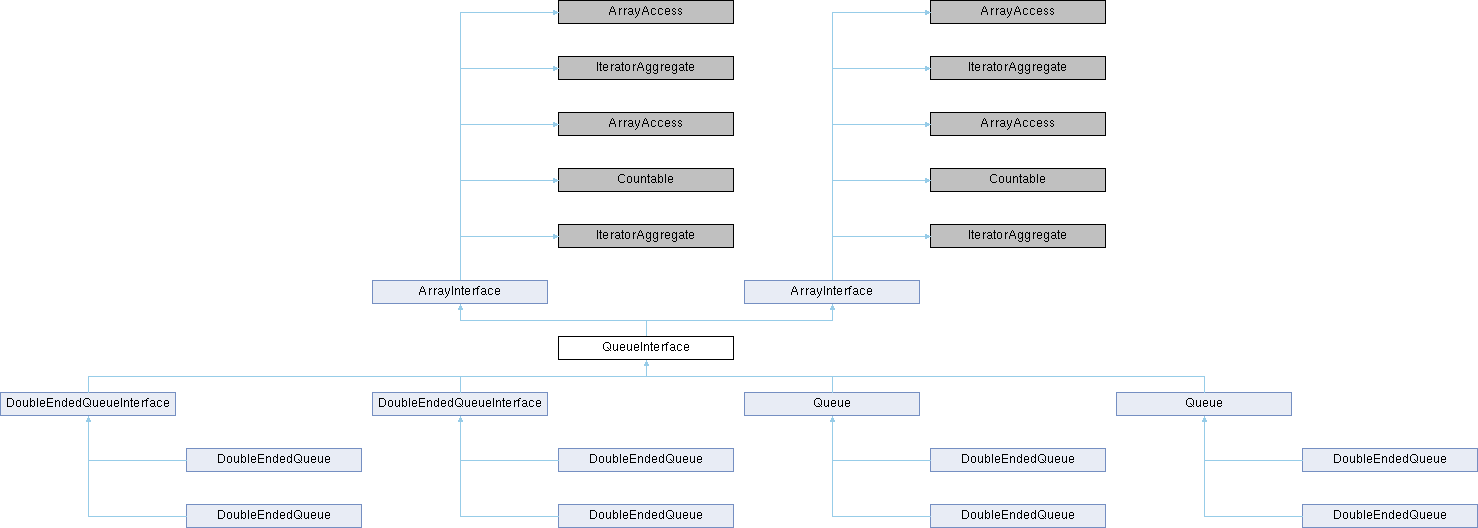 ArrayAccess
ArrayAccess
IteratorAggregate
IteratorAggregate
ArrayAccess
ArrayAccess
Countable
Countable
IteratorAggregate
IteratorAggregate
ArrayInterface
ArrayInterface
QueueInterface
DoubleEndedQueueInterface
DoubleEndedQueueInterface
Queue
Queue
DoubleEndedQueue
DoubleEndedQueue
DoubleEndedQueue
DoubleEndedQueue
DoubleEndedQueue
DoubleEndedQueue
DoubleEndedQueue
DoubleEndedQueue